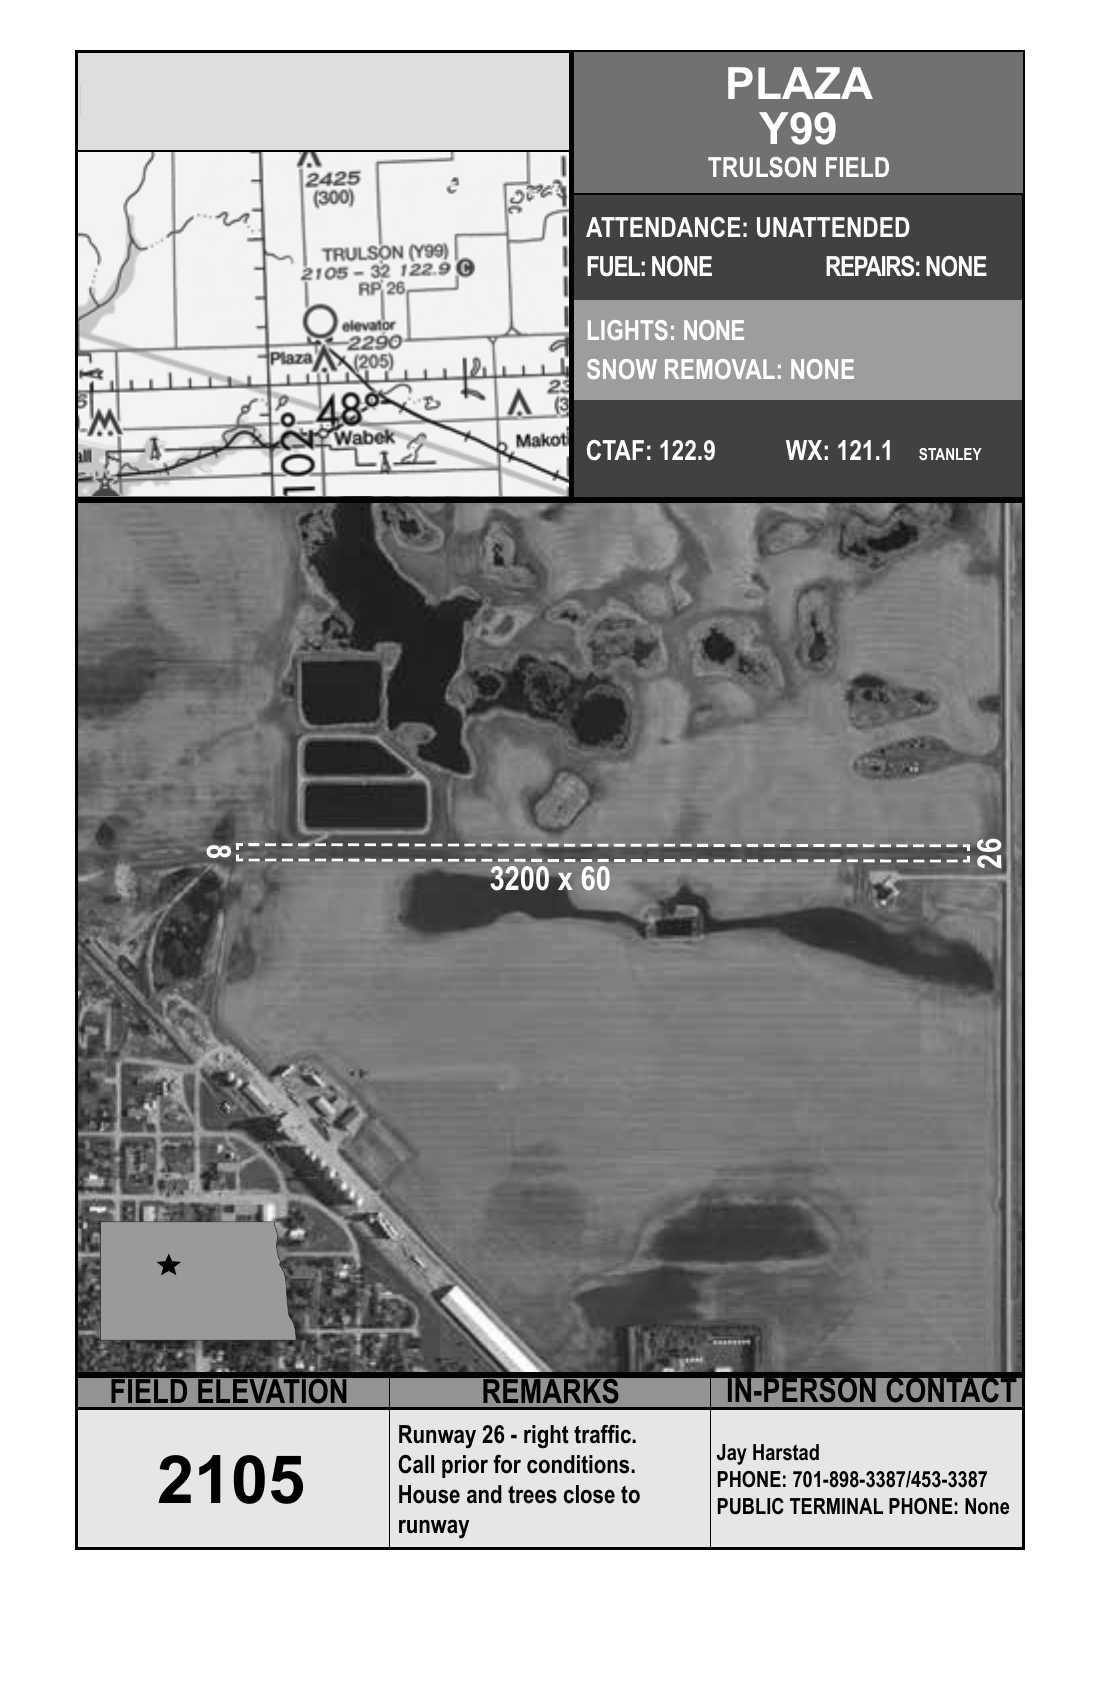 PLAZA
Y99
TRULSON FIELD
ATTENDANCE: UNATTENDED
FUEL: NONE REPAIRS: NONE
LIGHTS: NONE
SNOW REMOVAL: NONE
CTAF: 122.9 WX: 121.1 STANLEY
2425
(300)
TRULSON (Y99)
2105 – 32 122.9 C
RP 26
elevator
2290
(205)
Plaza
48°
102°
Wabek
Makoti
8
26
3200 x 60
FIELD ELEVATION
2105
REMARKS
Runway 26 - right traffic.
Call prior for conditions.
House and trees close to
runway
IN-PERSON CONTACT
Jay Harstad
PHONE: 701-898-3387/453-3387
PUBLIC TERMINAL PHONE: None